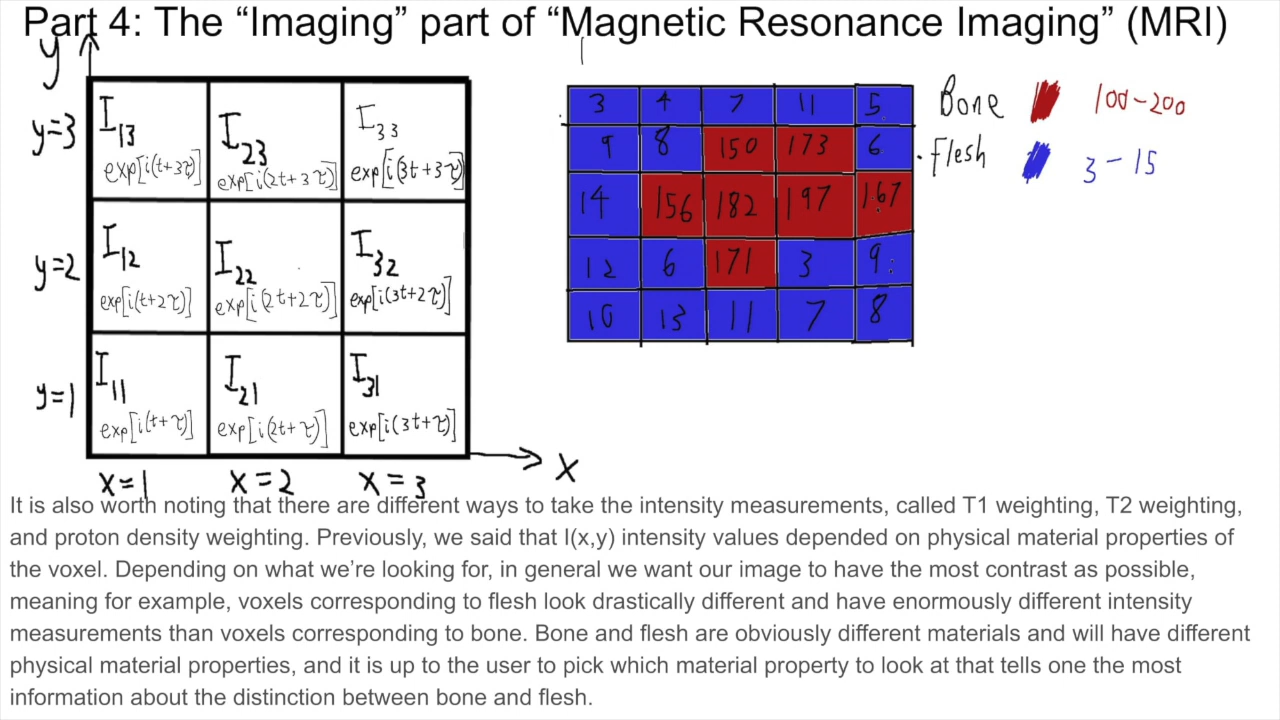 Part 4: The “Imaging” part of “Magnetic Resonance Imaging” (MRI)
y
y=3
I13
exp[i(t+3τ)]
I23
exp[i(2t+3τ)]
I33
exp[i(3t+3τ)]
y=2
I12
exp[i(t+2τ)]
I22
exp[i(2t+2τ)]
I32
exp[i(3t+2τ)]
y=1
I11
exp[i(t+τ)]
I21
exp[i(2t+τ)]
I31
exp[i(3t+τ)]
x=1 x=2 x=3
x
3 4 7 11 5
9 8 150 173 6
14 156 182 197 167
12 6 171 3 9
10 13 11 7 8
Bone 100-200
Flesh 3-15
It is also worth noting that there are different ways to take the intensity measurements, called T1 weighting, T2 weighting,
and proton density weighting. Previously, we said that I(x,y) intensity values depended on physical material properties of
the voxel. Depending on what we’re looking for, in general we want our image to have the most contrast as possible,
meaning for example, voxels corresponding to flesh look drastically different and have enormously different intensity
measurements than voxels corresponding to bone. Bone and flesh are obviously different materials and will have different
physical material properties, and it is up to the user to pick which material property to look at that tells one the most
information about the distinction between bone and flesh.